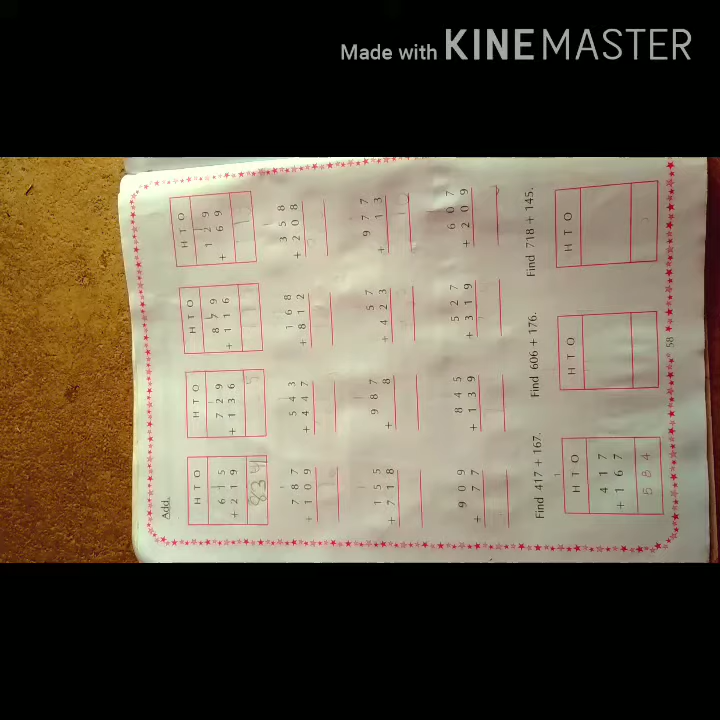 Made with KINEMASTER
Add.
H T O H T O H T O H T O
6 1 5 7 2 9 8 7 9 1 2 9
+ 2 1 9 + 1 3 6 + 1 1 6 + 6 9
834
7 8 7 5 4 3 1 6 8 3 5 8
+ 1 0 9 + 4 4 7 + 8 1 2 + 2 0 8
1 5 5 9 8 7 5 7 9 7 7
+ 7 1 8 + 8 + 4 2 3 + 1 3
9 0 9 8 4 5 5 2 7 6 0 7
+ 7 7 + 1 3 9 + 3 1 9 + 2 0 9
Find 417 + 167. Find 606 + 176. Find 718 + 145.
H T O H T O H T O
4 1 7
+ 1 6 7
5 8 4
58